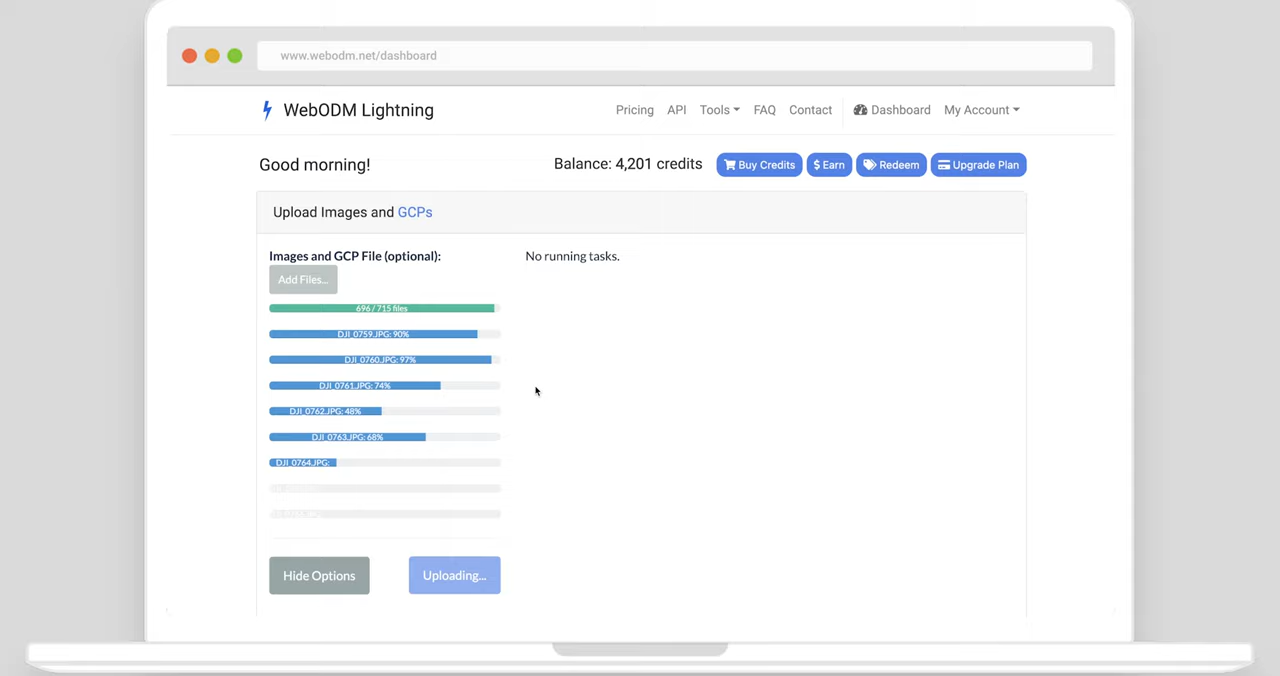 www.webodm.net/dashboard
WebODM Lightning
Pricing API Tools FAQ Contact Dashboard My Account
Good morning!
Balance: 4,201 credits Buy Credits $ Earn Redeem Upgrade Plan
Upload Images and GCPs
Images and GCP File (optional):
No running tasks.
Add Files...
696 / 715 files
DJI_0759.JPG: 90%
DJI_0760.JPG: 97%
DJI_0761.JPG: 74%
DJI_0762.JPG: 48%
DJI_0763.JPG: 68%
DJI_0764.JPG:
Hide Options Uploading...